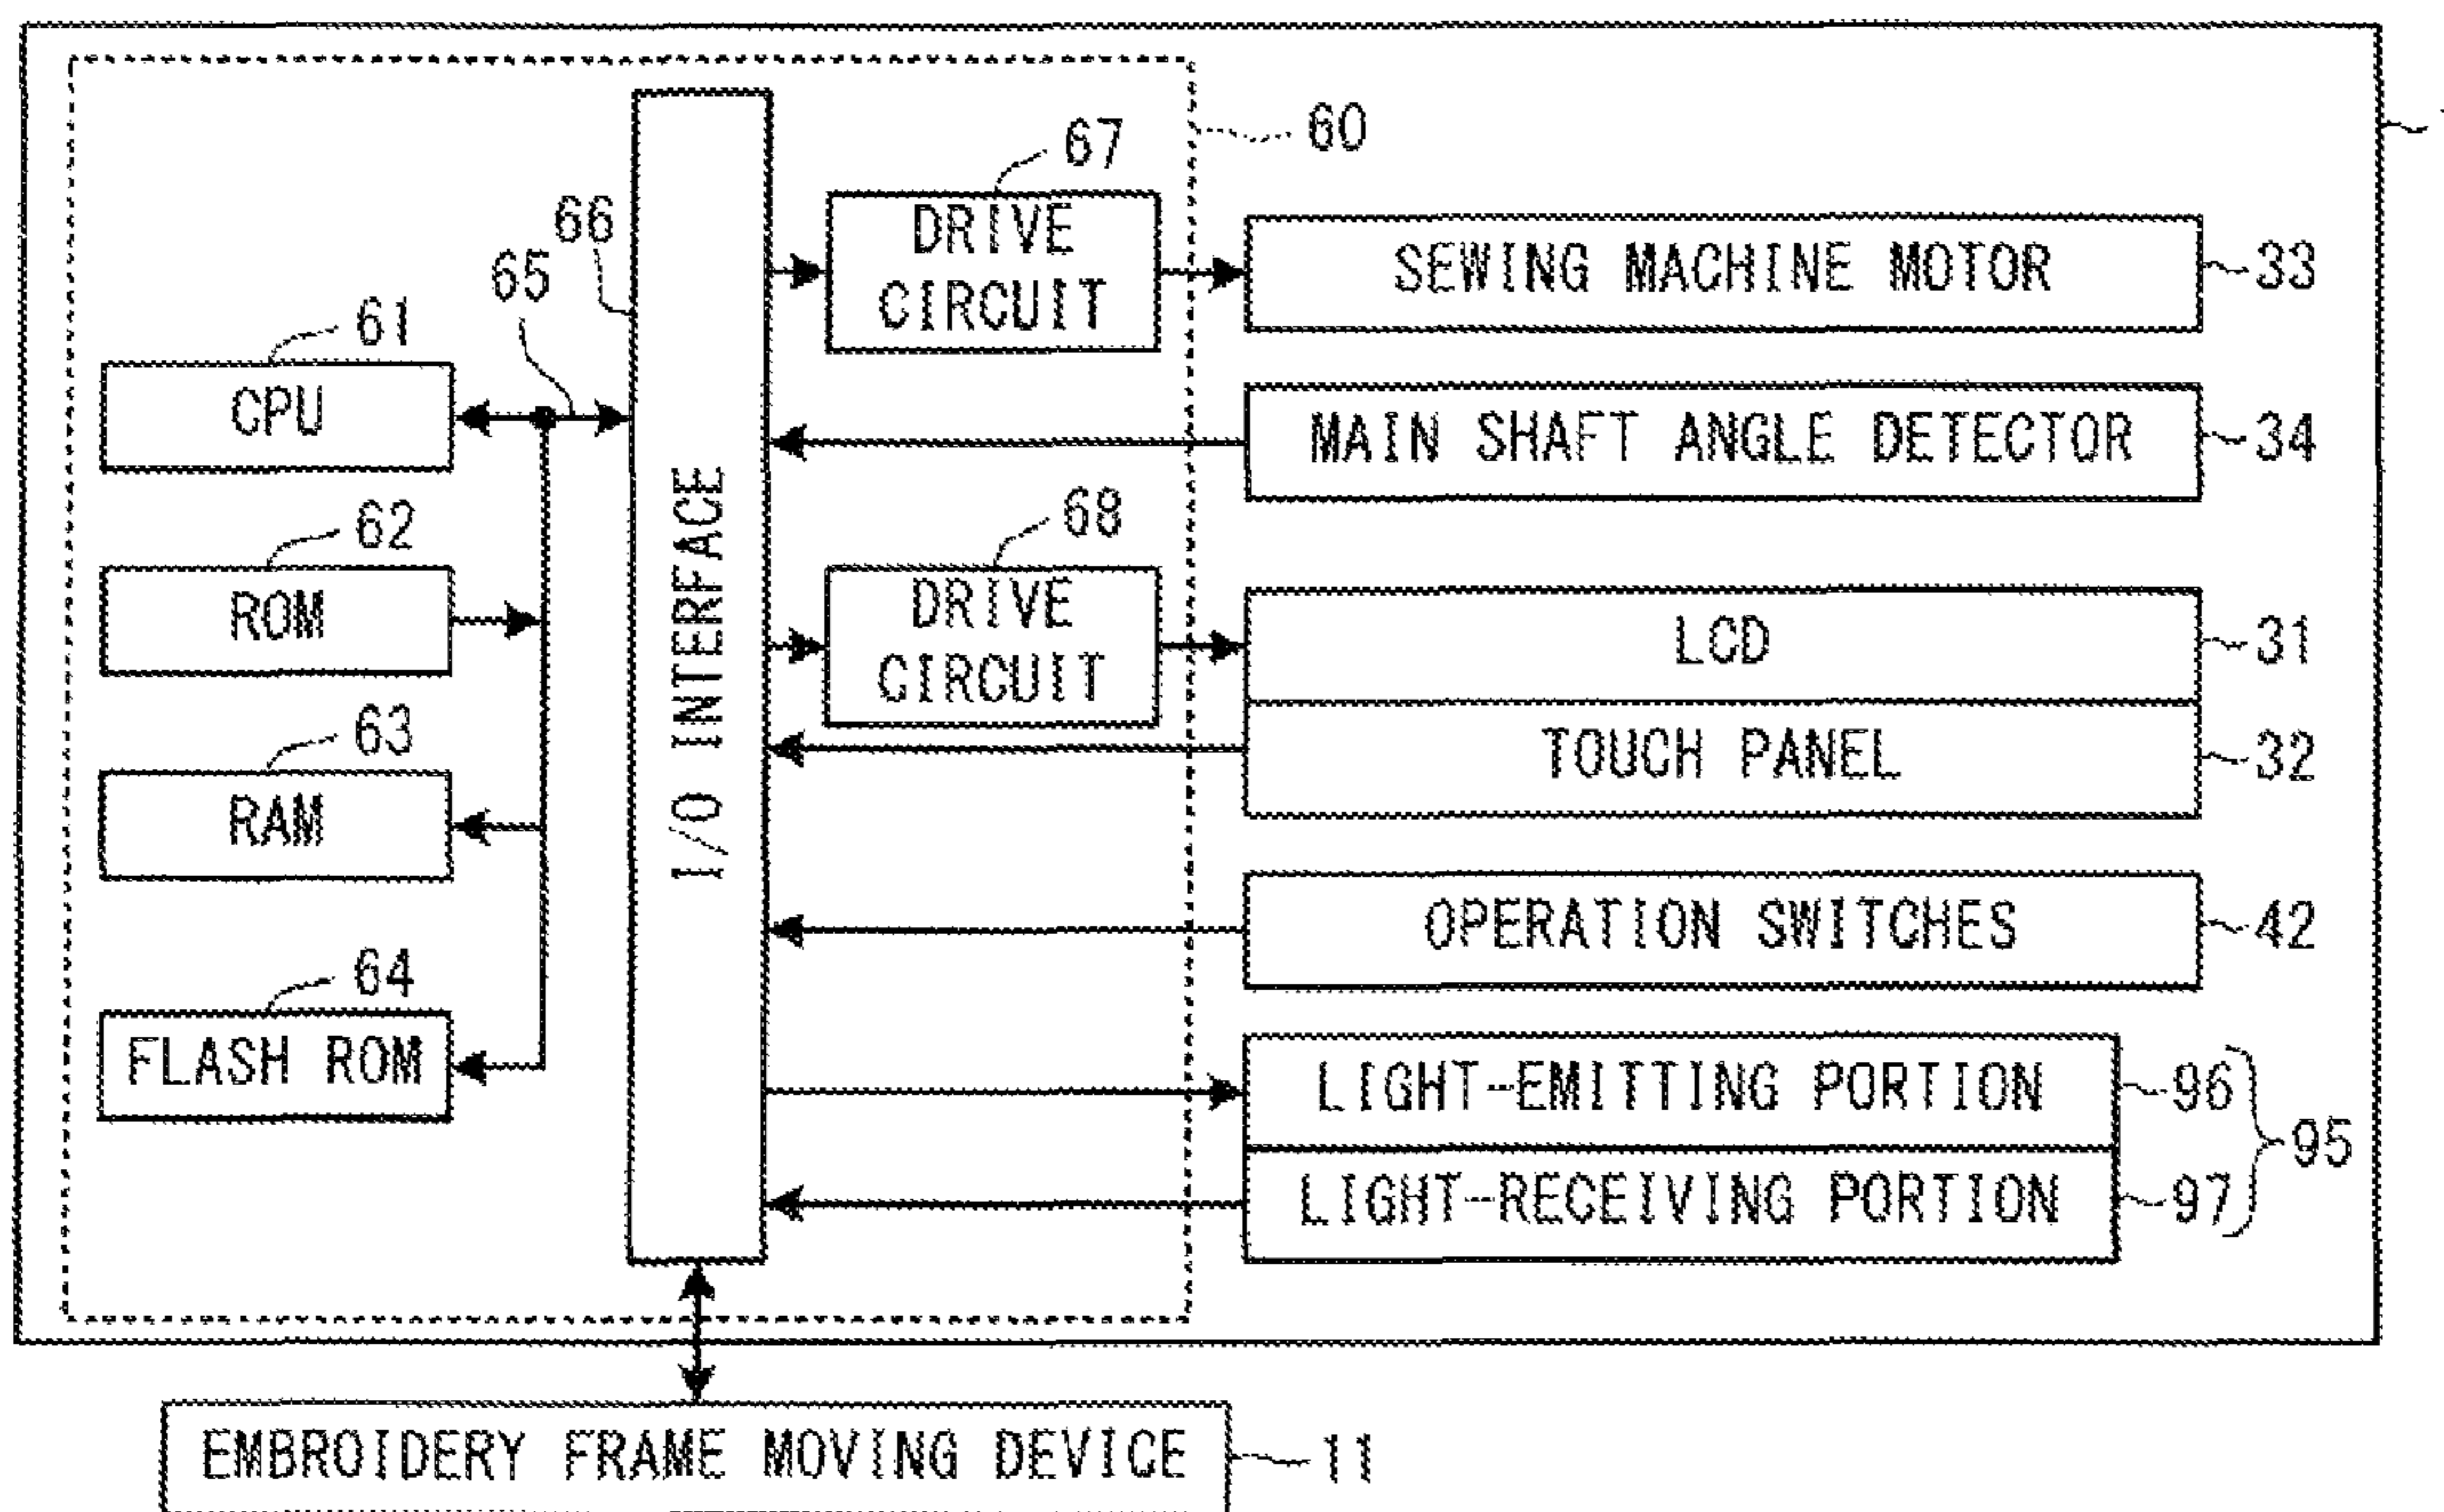 60
67
DRIVE
CIRCUIT
66
65
SEWING MACHINE MOTOR
33
61
CPU
MAIN SHAFT ANGLE DETECTOR
34
62
ROM
I/O INTERFACE
68
DRIVE
CIRCUIT
LCD
31
63
RAM
TOUCH PANEL
32
OPERATION SWITCHES
42
64
FLASH ROM
LIGHT-EMITTING PORTION
96
95
LIGHT-RECEIVING PORTION
97
EMBROIDERY FRAME MOVING DEVICE
11